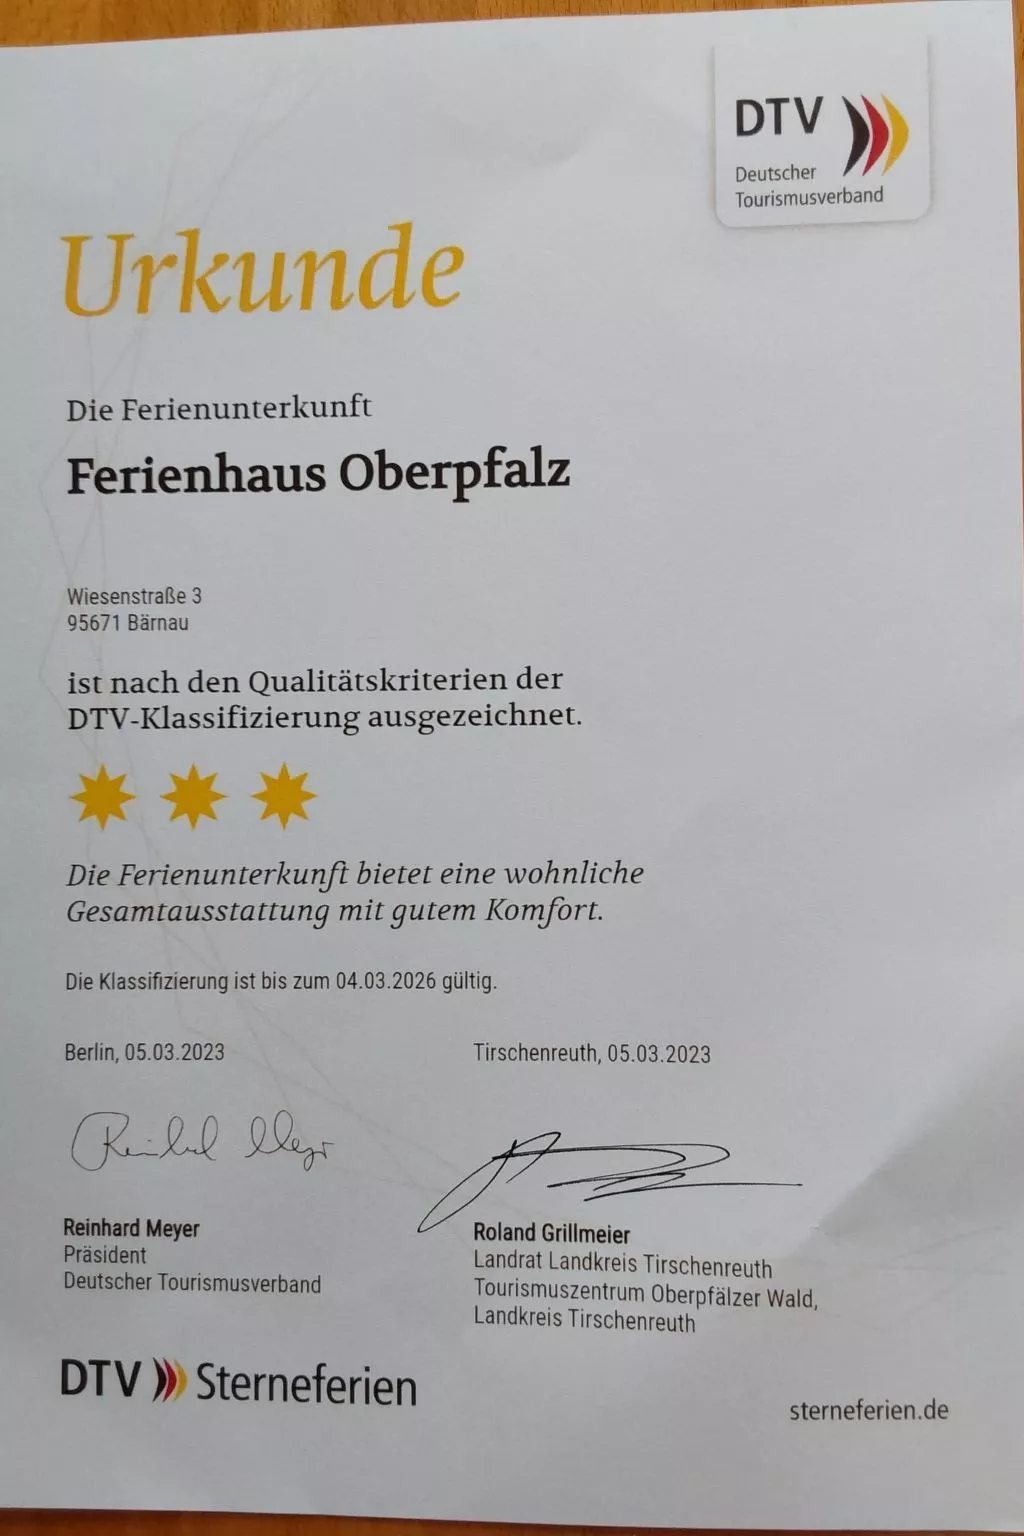 DTV
Deutscher
Tourismusverband
Urkunde
Die Ferienunterkunft
Ferienhaus Oberpfalz
Wiesenstraße 3
95671 Bärnau
ist nach den Qualitätskriterien der
DTV-Klassifizierung ausgezeichnet.
Die Ferienunterkunft bietet eine wohnliche
Gesamtausstattung mit gutem Komfort.
Die Klassifizierung ist bis zum 04.03.2026 gültig.
Berlin, 05.03.2023
Tirschenreuth, 05.03.2023
Reinhard Meyer
Reinhard Meyer
Präsident
Deutscher Tourismusverband
Roland Grillmeier
Landrat Landkreis Tirschenreuth
Tourismuszentrum Oberpfälzer Wald,
Landkreis Tirschenreuth
DTV Sterneferien
sterneferien.de